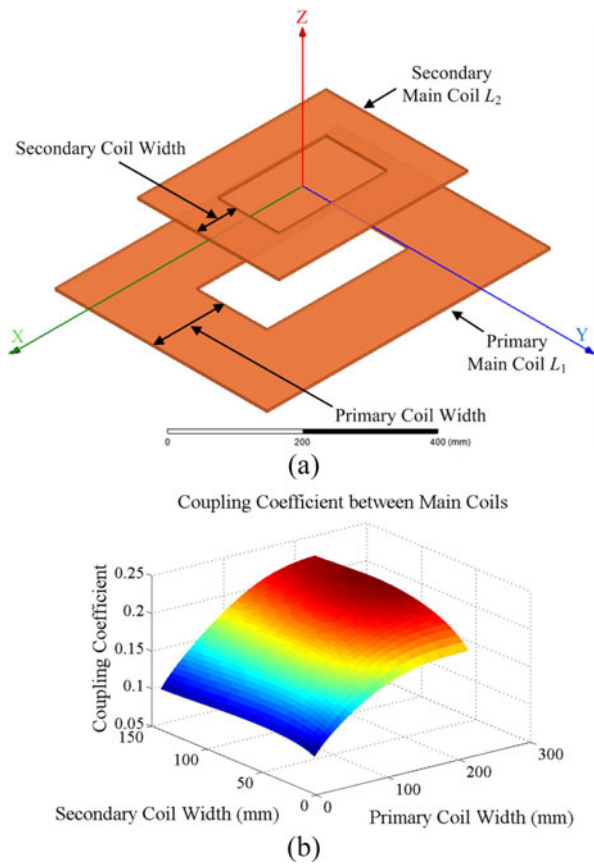 Z
Secondary
Main Coil L2
Secondary Coil Width
X
Y
Primary
Main Coil L1
Primary Coil Width
0 200 400 (mm)
(a)
Coupling Coefficient between Main Coils
Coupling Coefficient
0.25
0.2
0.15
0.1
0.05
150
100
50
0
0
100
200
300
Secondary Coil Width (mm)
Primary Coil Width (mm)
(b)